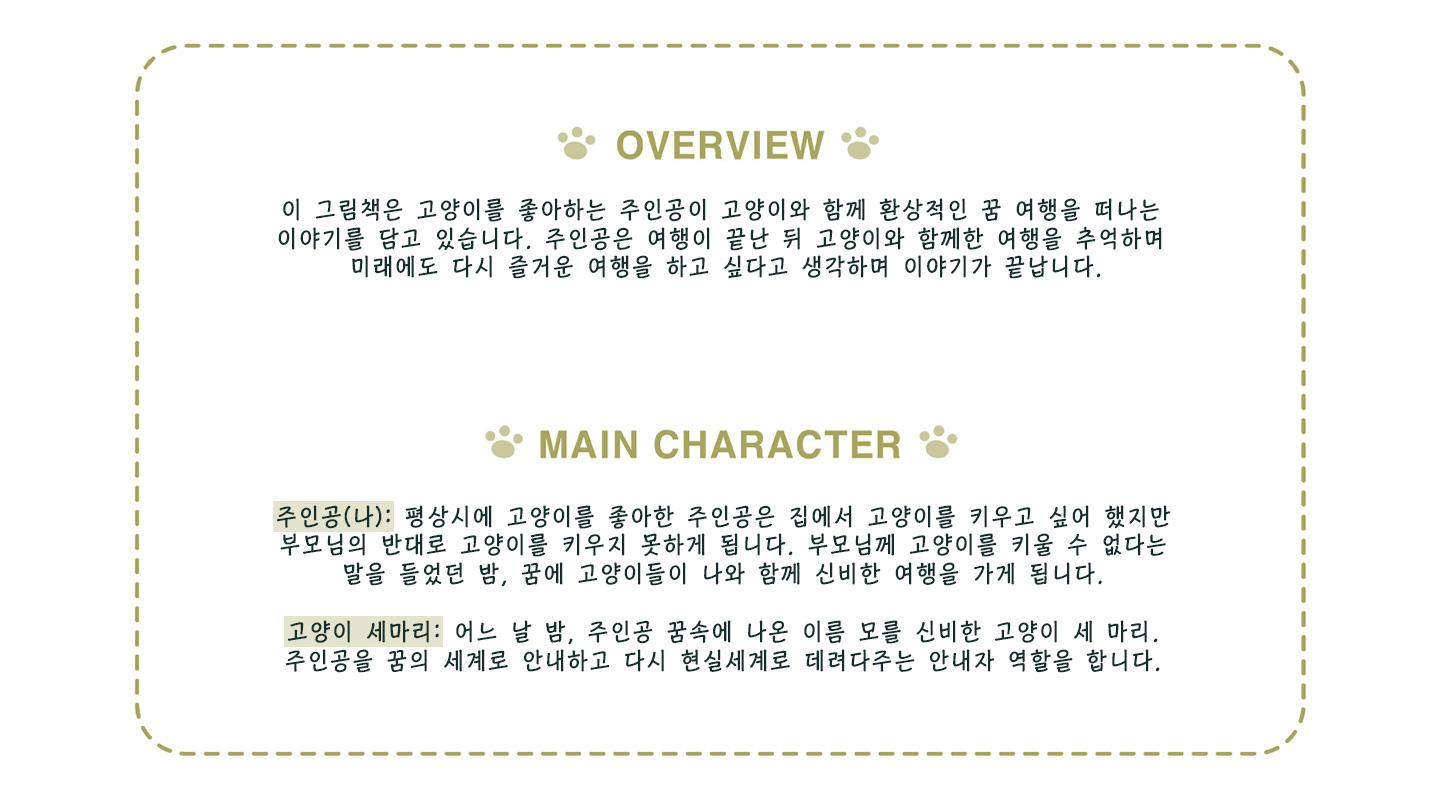 OVERVIEW
이 그림책은 고양이를 좋아하는 주인공이 고양이와 함께 환상적인 꿈 여행을 떠나는
이야기를 담고 있습니다. 주인공은 여행이 끝난 뒤 고양이와 함께한 여행을 추억하며
미래에도 다시 즐거운 여행을 하고 싶다고 생각하며 이야기가 끝납니다.
MAIN CHARACTER
주인공(나): 평상시에 고양이를 좋아한 주인공은 집에서 고양이를 키우고 싶어 했지만
부모님의 반대로 고양이를 키우지 못하게 됩니다. 부모님께 고양이를 키울 수 없다는
말을 들었던 밤, 꿈에 고양이들이 나와 함께 신비한 여행을 가게 됩니다.
고양이 세마리: 어느 날 밤, 주인공 꿈속에 나온 이름 모를 신비한 고양이 세 마리.
주인공을 꿈의 세계로 안내하고 다시 현실세계로 데려다주는 안내자 역할을 합니다.